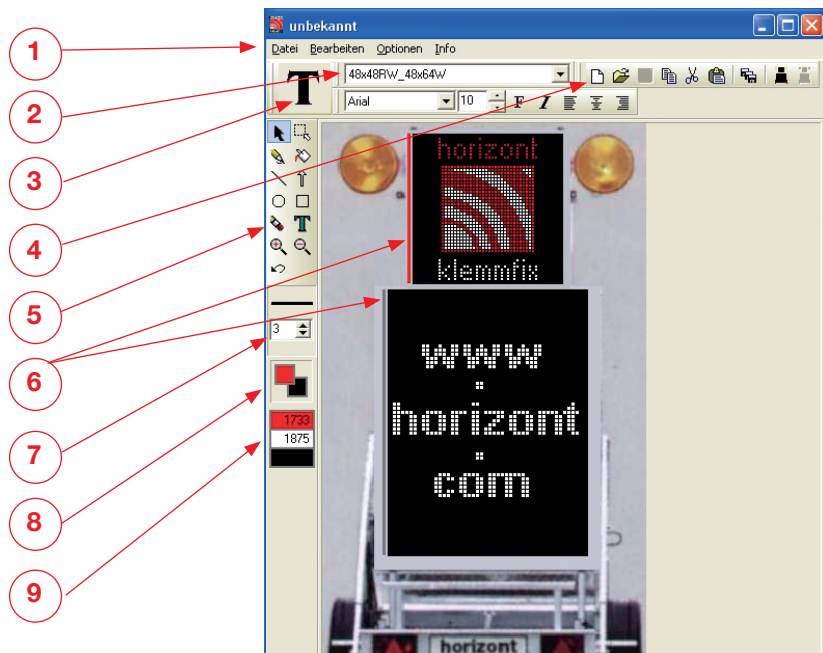 unbekannt
Datei Bearbeiten Optionen Info
48x48RW_48x64W
T
Arial 10 F I
horizont
klemmfix
T
3
www
.
horizont
.
com
1733
1875
horizont
1
2
3
4
5
6
7
8
9